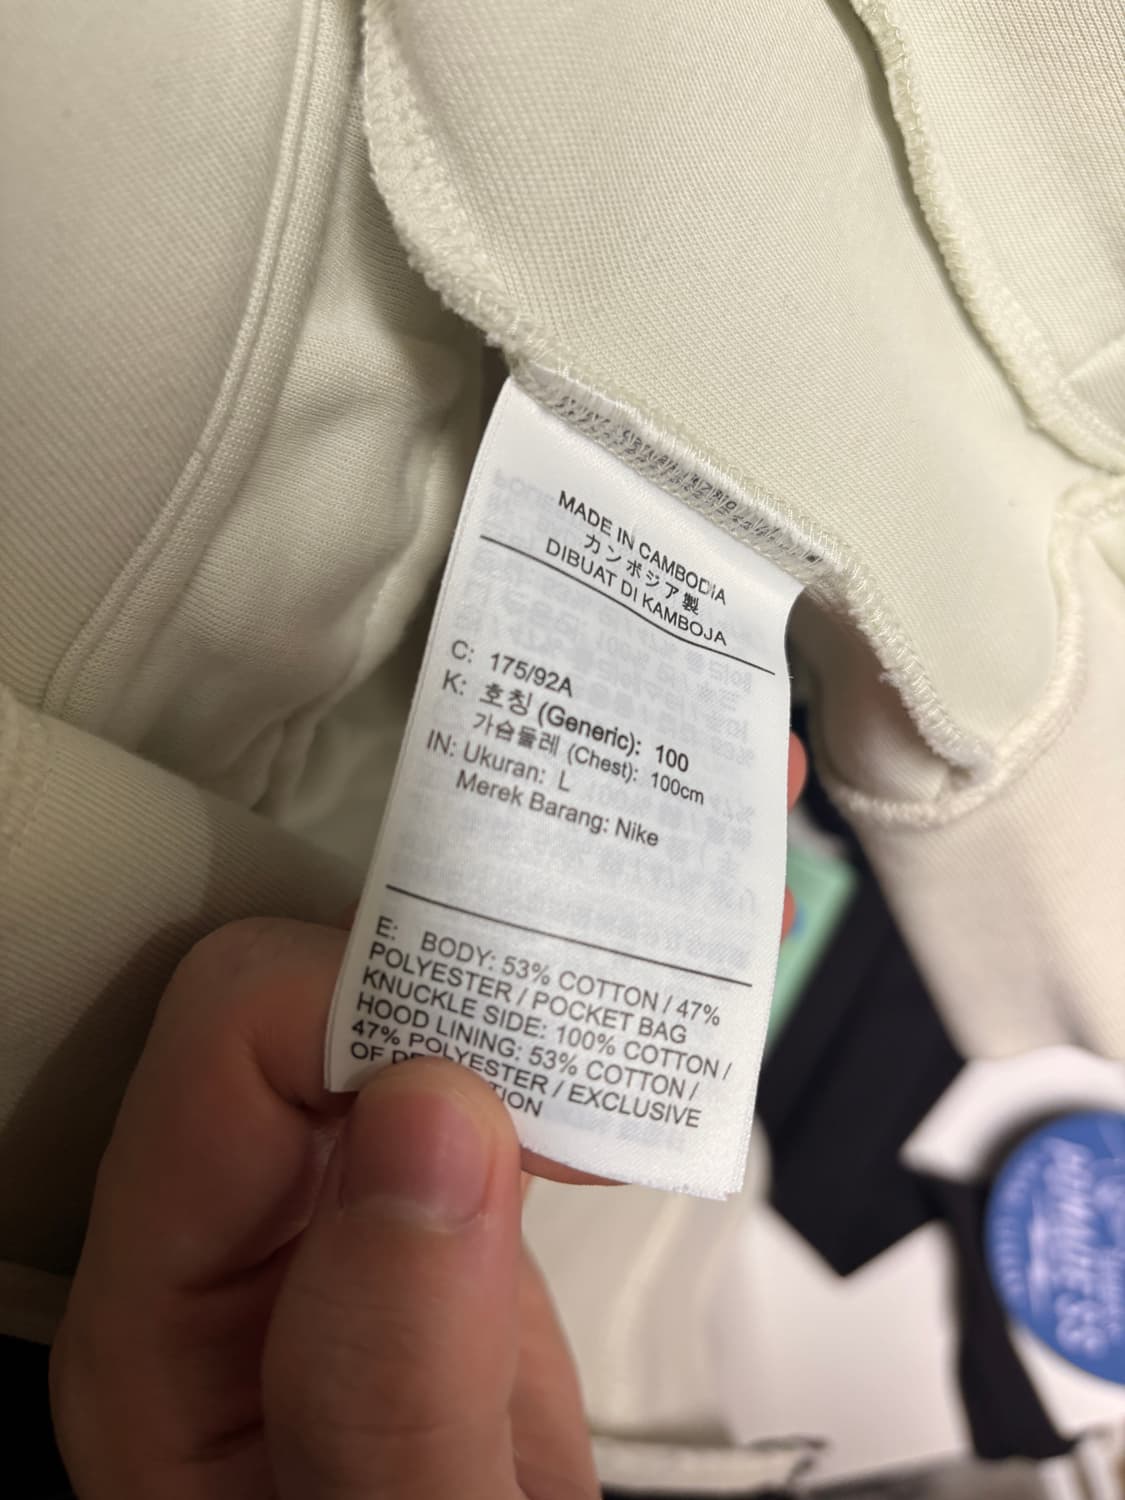 MADE IN CAMBODIA
カンボジア製
DIBUAT DI KAMBOJA
C: 175/92A
K: 호칭 (Generic): 100
가슴둘레 (Chest): 100cm
IN: Ukuran: L
Merek Barang: Nike
E: BODY: 53% COTTON / 47%
POLYESTER / POCKET BAG
KNUCKLE SIDE: 100% COTTON /
HOOD LINING: 53% COTTON /
47% POLYESTER / EXCLUSIVE
OF